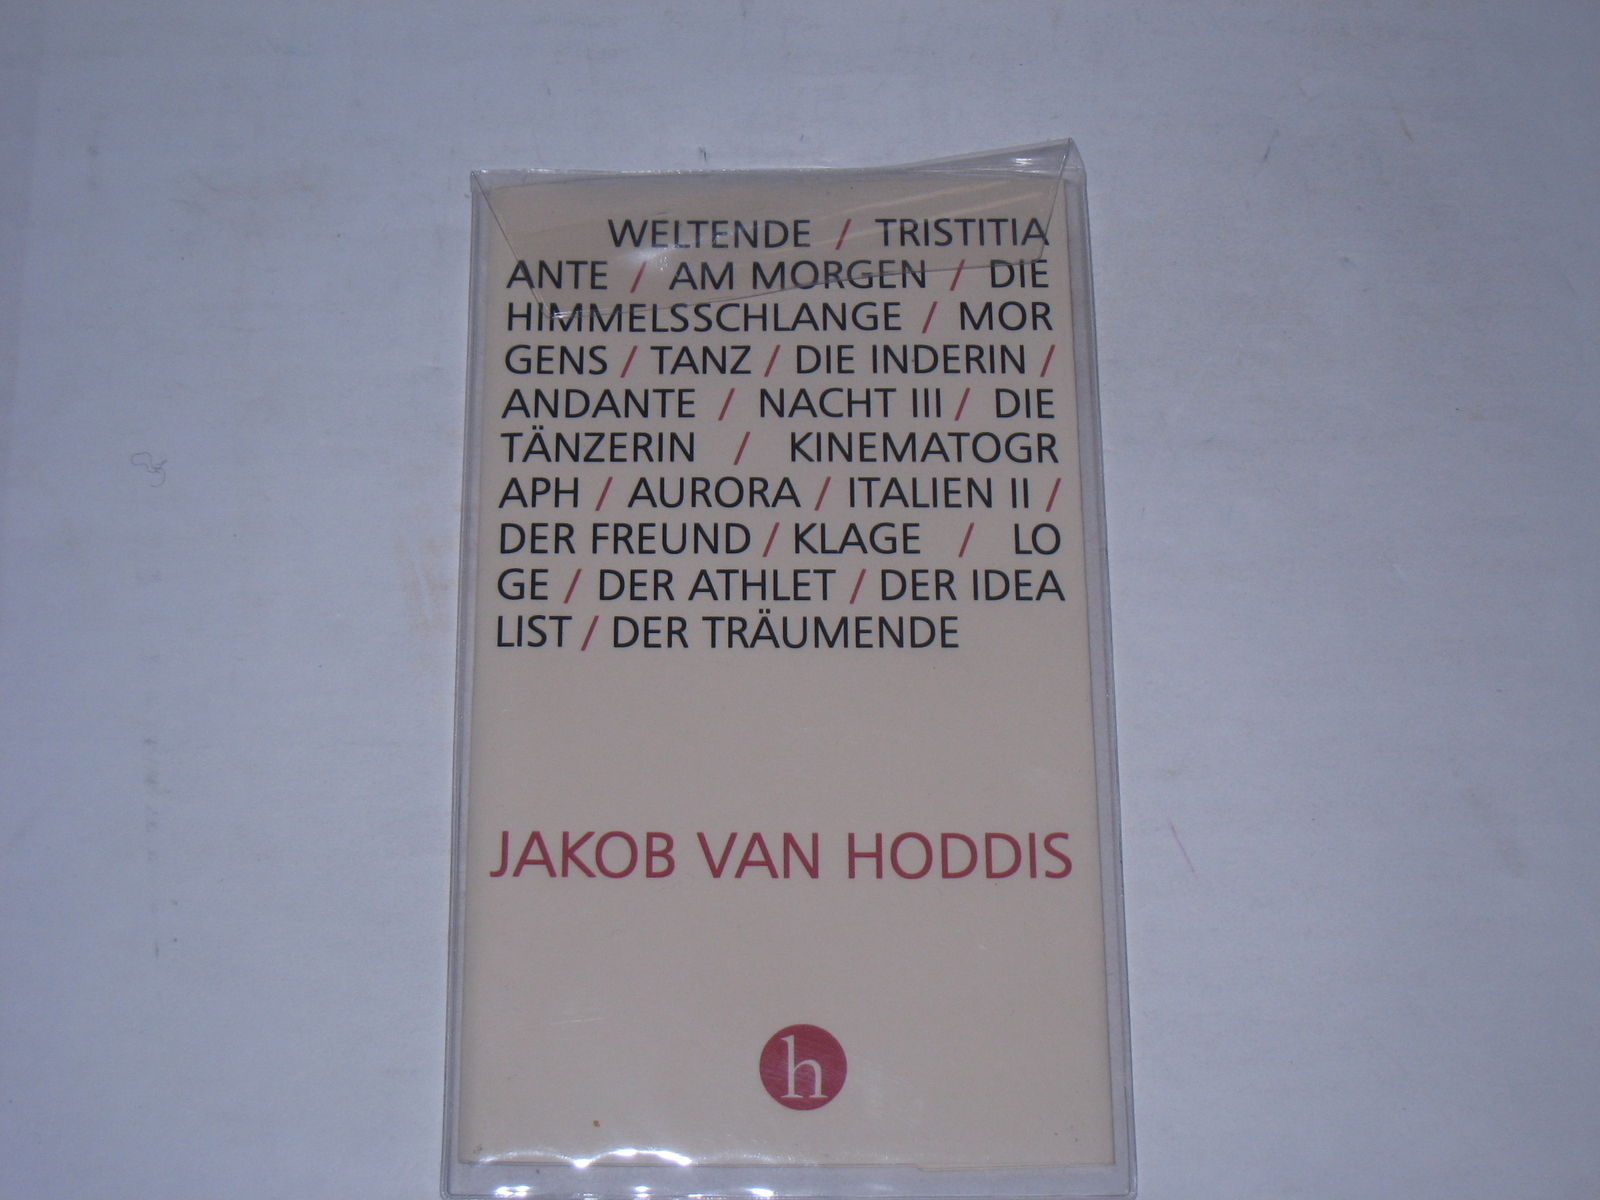 WELTENDE / TRISTITIA
ANTE / AM MORGEN / DIE
HIMMELSSCHLANGE / MOR
GENS / TANZ / DIE INDERIN /
ANDANTE / NACHT III / DIE
TÄNZERIN / KINEMATOGR
APH / AURORA / ITALIEN II /
DER FREUND / KLAGE / LO
GE / DER ATHLET / DER IDEA
LIST / DER TRÄUMENDE
JAKOB VAN HODDIS
h